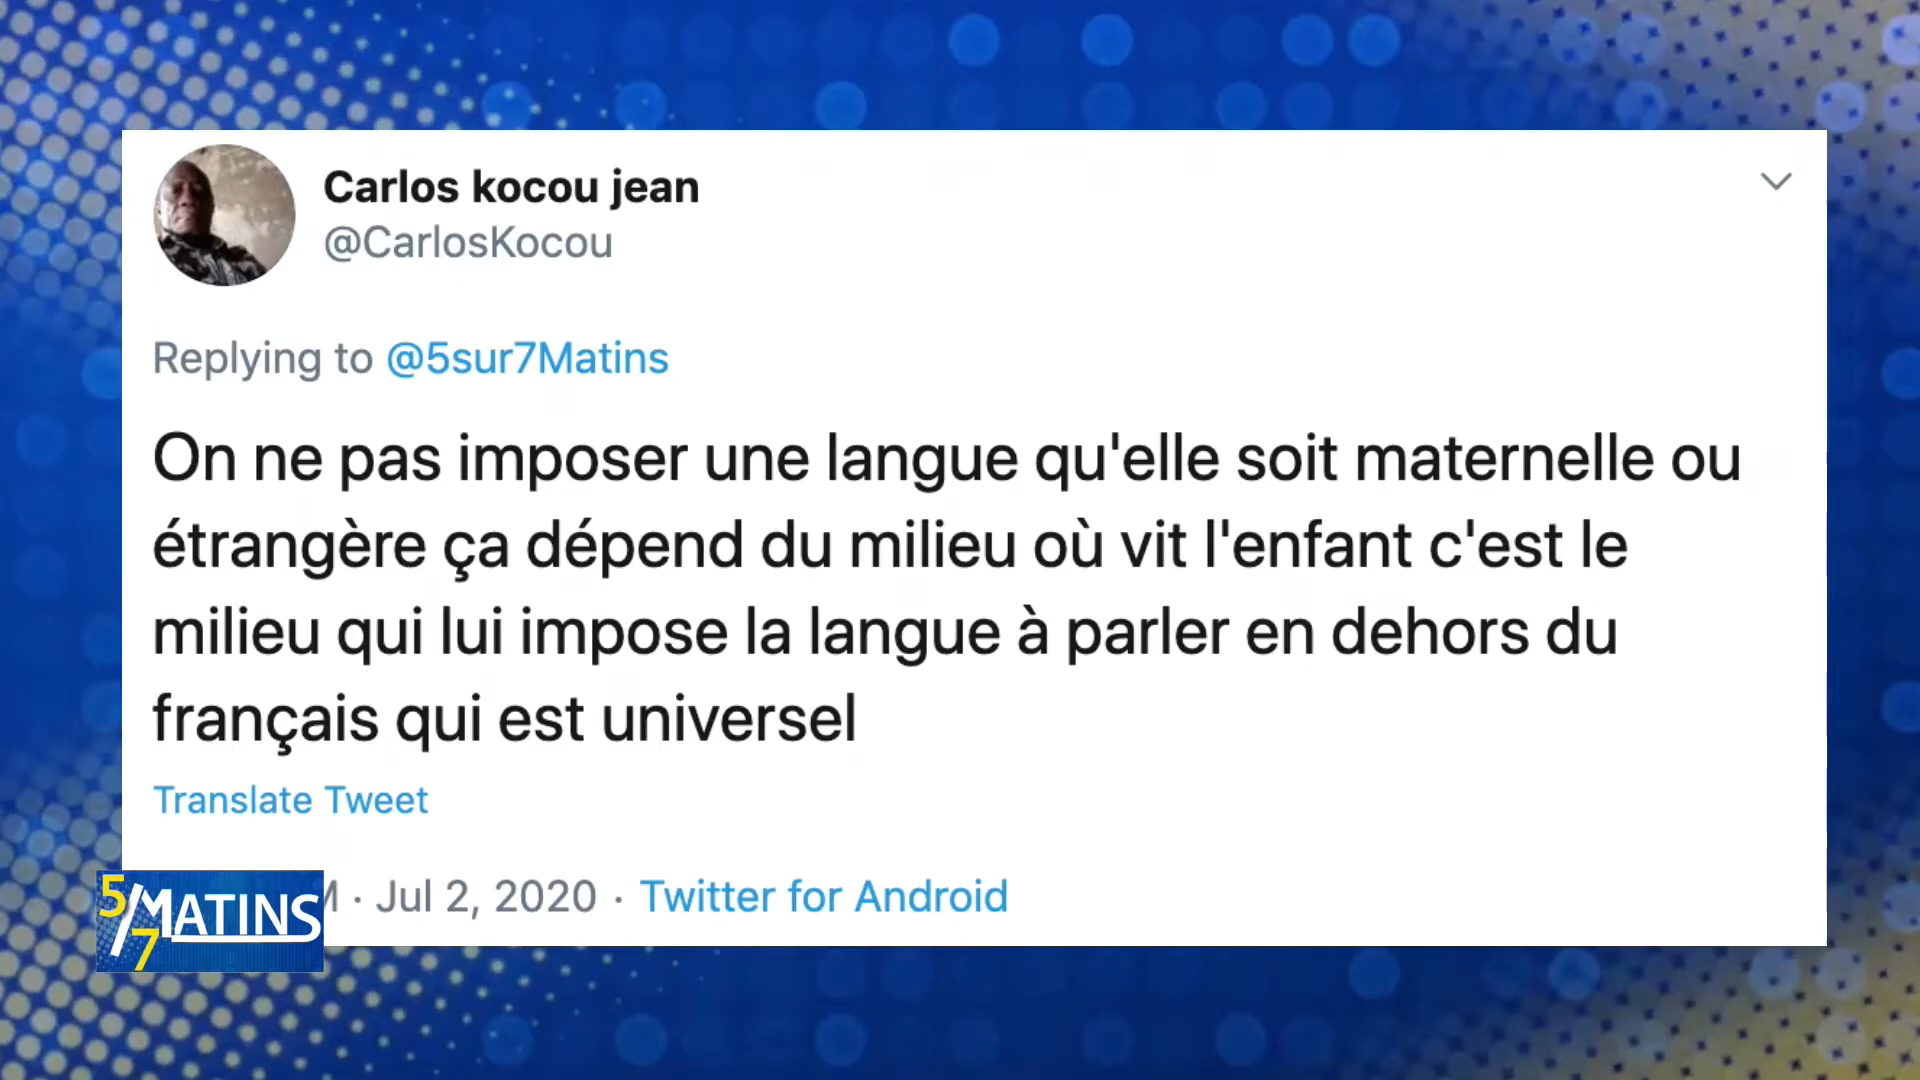 Carlos kocou jean
@CarlosKocou
Replying to @5sur7Matins
On ne pas imposer une langue qu'elle soit maternelle ou
étrangère ça dépend du milieu où vit l'enfant c'est le
milieu qui lui impose la langue à parler en dehors du
français qui est universel
Translate Tweet
· Jul 2, 2020 · Twitter for Android
5/7 MATINS